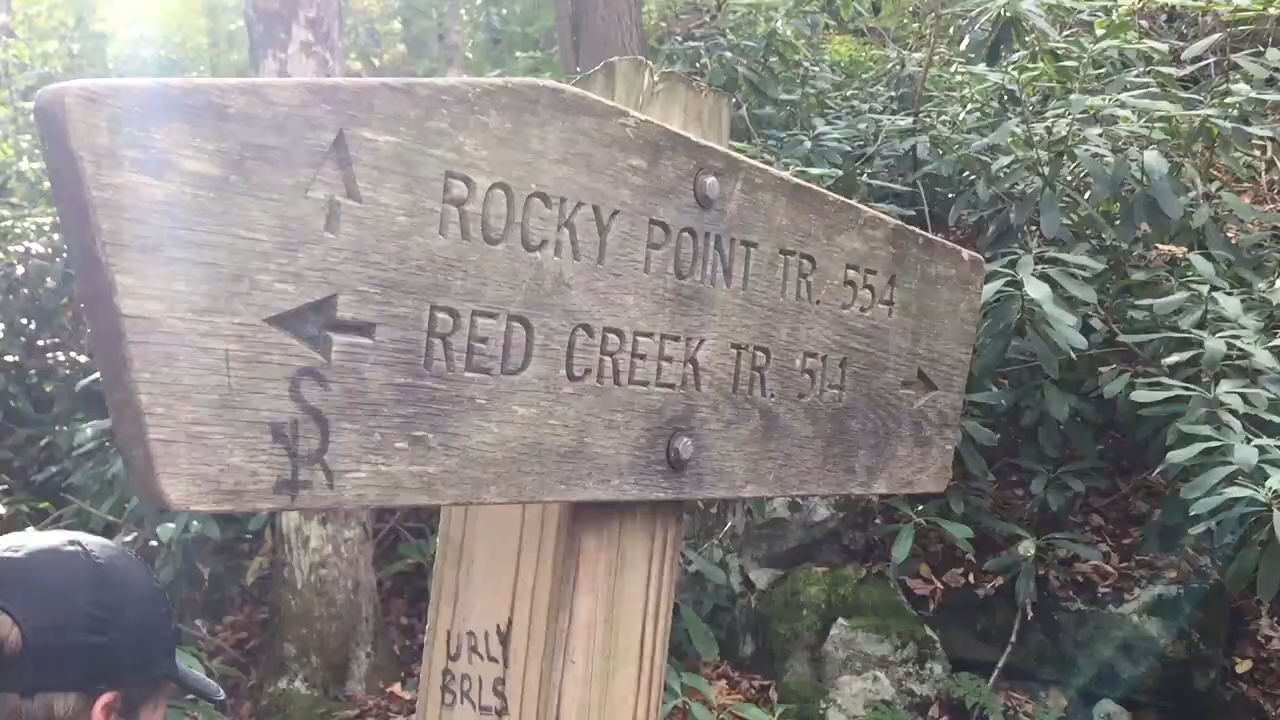 ROCKY POINT TR. 554
RED CREEK TR. 514
URLY
BRLS